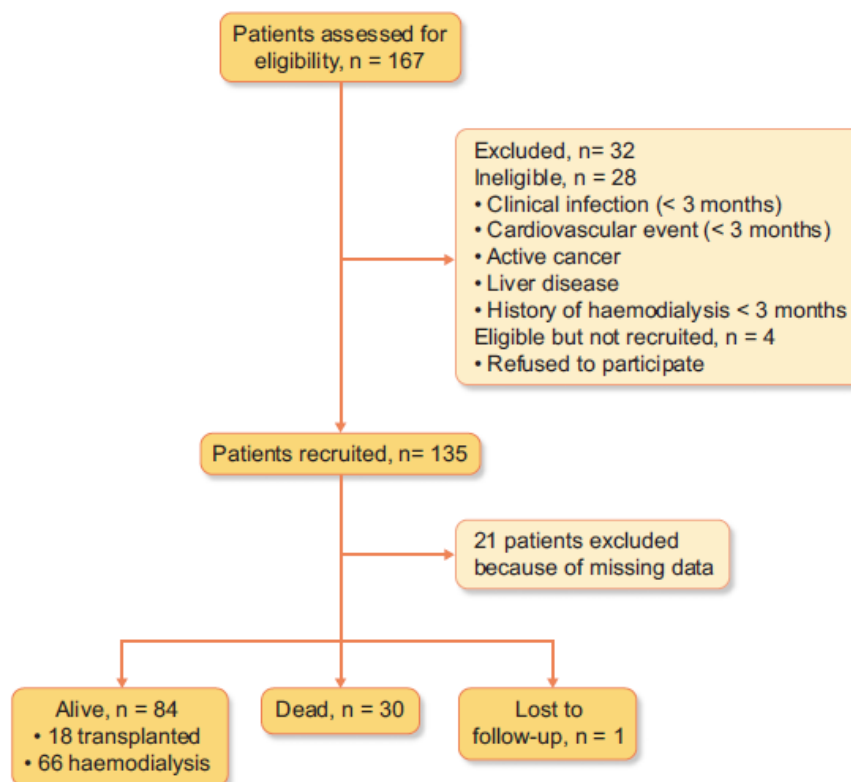 Patients assessed for
eligibility, n = 167
Excluded, n= 32
Ineligible, n = 28
• Clinical infection (< 3 months)
• Cardiovascular event (< 3 months)
• Active cancer
• Liver disease
• History of haemodialysis < 3 months
Eligible but not recruited, n = 4
• Refused to participate
Patients recruited, n= 135
21 patients excluded
because of missing data
Alive, n = 84
• 18 transplanted
• 66 haemodialysis
Dead, n = 30
Lost to
follow-up, n = 1